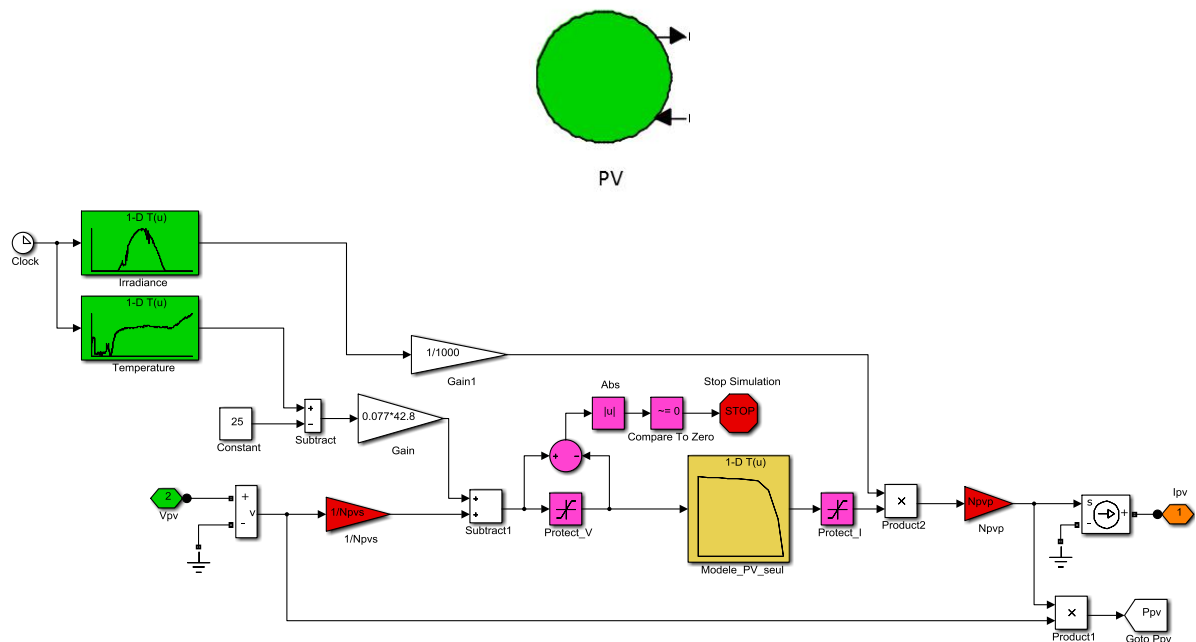 I
I
PV
Clock
1-D T(u)
Irradiance
1-D T(u)
Temperature
1/1000
Gain1
25
Constant
+
−
Subtract
0.077*42.8
Gain
Abs
|u|
~= 0
Compare To Zero
Stop Simulation
STOP
+ −
2
Vpv
+
v
-
1/Npvs
1/Npvs
+
+
Subtract1
Protect_V
1-D T(u)
Modele_PV_seul
Protect_I
×
Product2
Npvp
Npvp
s
+
-
Ipv
1
×
Product1
Ppv
Goto Ppv